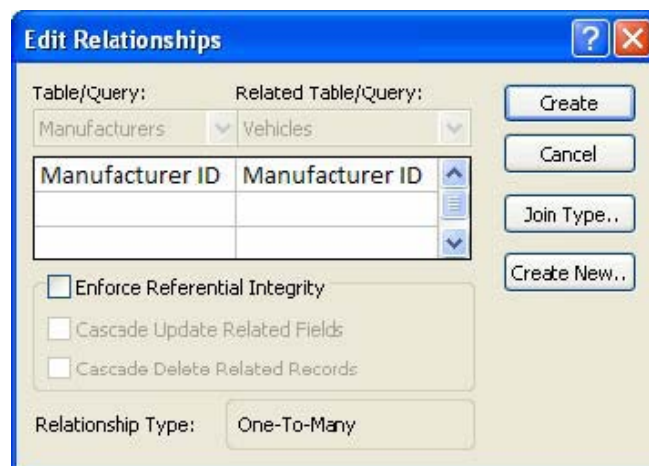 Edit Relationships
Table/Query: Related Table/Query:
Manufacturers Vehicles
Manufacturer ID Manufacturer ID
Enforce Referential Integrity
Cascade Update Related Fields
Cascade Delete Related Records
Relationship Type: One-To-Many
Create
Cancel
Join Type..
Create New..